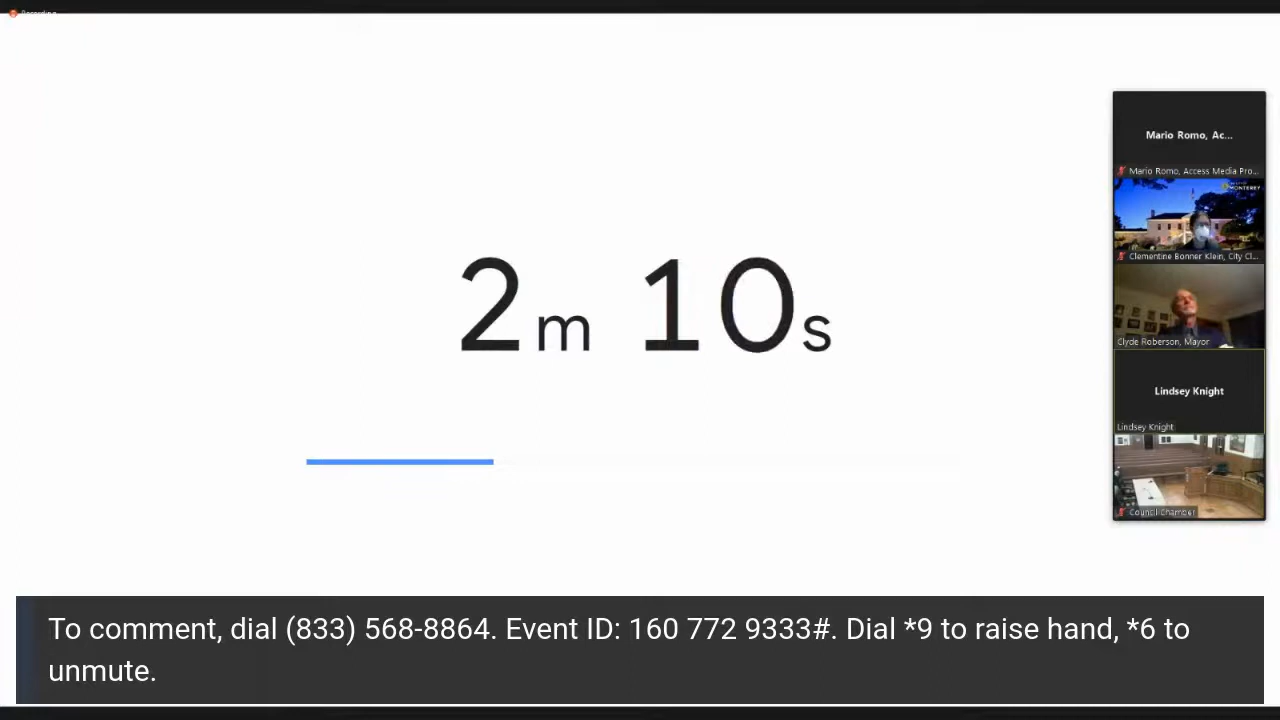 Recording
2m 10s
Mario Romo, Ac...
Mario Romo, Access Media Pro...
MONTEREY
Clementine Bonner Klein, City Cl...
Clyde Roberson, Mayor
Lindsey Knight
Lindsey Knight
Council Chamber
To comment, dial (833) 568-8864. Event ID: 160 772 9333#. Dial *9 to raise hand, *6 to
unmute.